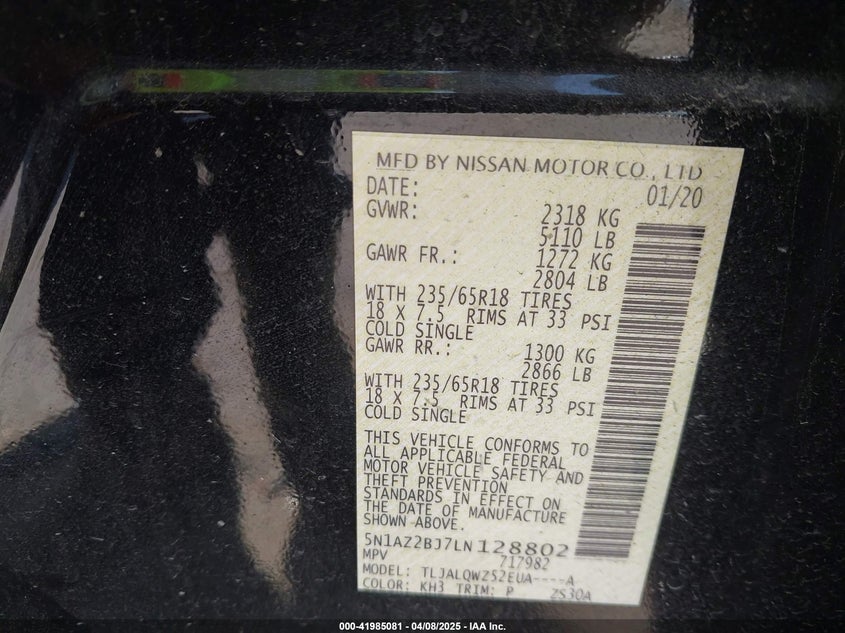 MFD BY NISSAN MOTOR CO., LTD
DATE: 01/20
GVWR: 2318 KG
5110 LB
GAWR FR.: 1272 KG
2804 LB
WITH 235/65R18 TIRES
18 X 7.5 RIMS AT 33 PSI
COLD SINGLE
GAWR RR.: 1300 KG
2866 LB
WITH 235/65R18 TIRES
18 X 7.5 RIMS AT 33 PSI
COLD SINGLE
THIS VEHICLE CONFORMS TO
ALL APPLICABLE FEDERAL
MOTOR VEHICLE SAFETY AND
THEFT PREVENTION
STANDARDS IN EFFECT ON
THE DATE OF MANUFACTURE
SHOWN ABOVE.
5N1AZ2BJ7LN128802
MPV 717982
MODEL: TLJALQWZ52EUA----A
COLOR: KH3 TRIM: P ZS30A
000-41985081 - 04/08/2025 - IAA Inc.